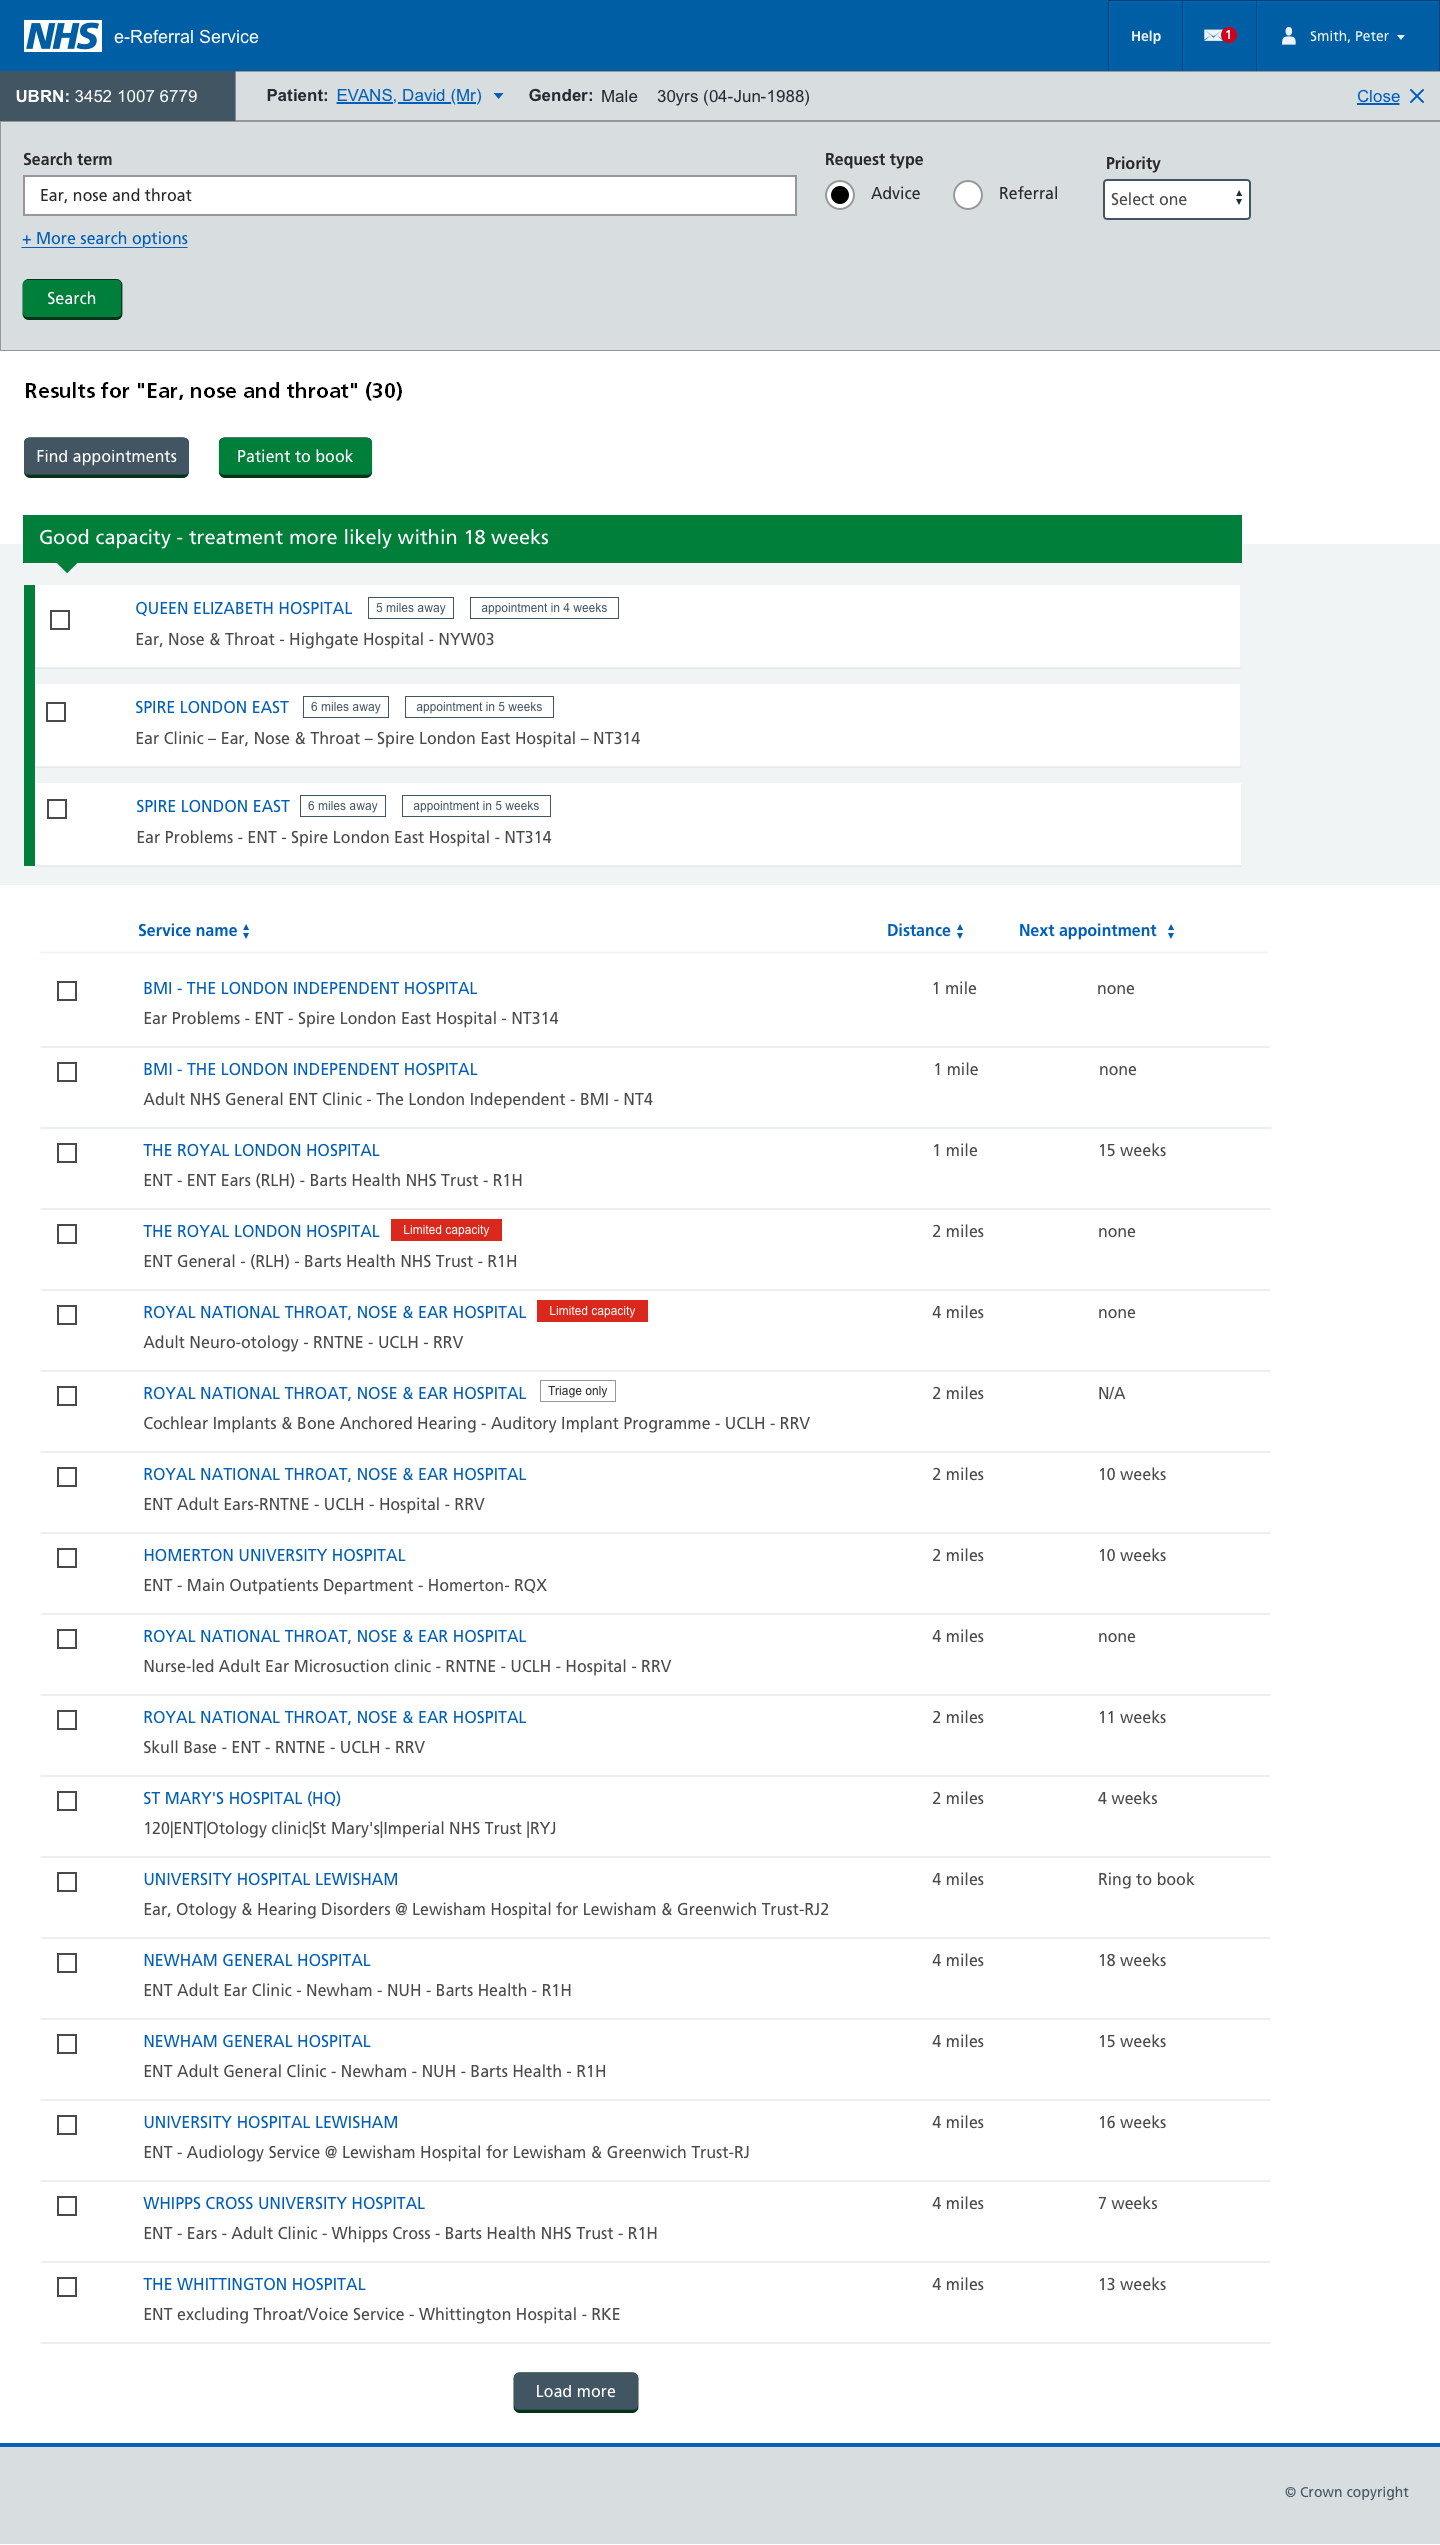 NHS e-Referral Service
Help
1
Smith, Peter
UBRN: 3452 1007 6779
Patient: EVANS, David (Mr) Gender: Male 30yrs (04-Jun-1988)
Close
Search term
Ear, nose and throat
+ More search options
Request type
Advice
Referral
Priority
Select one
Search
Results for "Ear, nose and throat" (30)
Find appointments
Patient to book
Good capacity - treatment more likely within 18 weeks
QUEEN ELIZABETH HOSPITAL 5 miles away appointment in 4 weeks
Ear, Nose & Throat - Highgate Hospital - NYW03
SPIRE LONDON EAST 6 miles away appointment in 5 weeks
Ear Clinic – Ear, Nose & Throat – Spire London East Hospital – NT314
SPIRE LONDON EAST 6 miles away appointment in 5 weeks
Ear Problems - ENT - Spire London East Hospital - NT314
Service name Distance Next appointment
BMI - THE LONDON INDEPENDENT HOSPITAL 1 mile none
Ear Problems - ENT - Spire London East Hospital - NT314
BMI - THE LONDON INDEPENDENT HOSPITAL 1 mile none
Adult NHS General ENT Clinic - The London Independent - BMI - NT4
THE ROYAL LONDON HOSPITAL 1 mile 15 weeks
ENT - ENT Ears (RLH) - Barts Health NHS Trust - R1H
THE ROYAL LONDON HOSPITAL Limited capacity 2 miles none
ENT General - (RLH) - Barts Health NHS Trust - R1H
ROYAL NATIONAL THROAT, NOSE & EAR HOSPITAL Limited capacity 4 miles none
Adult Neuro-otology - RNTNE - UCLH - RRV
ROYAL NATIONAL THROAT, NOSE & EAR HOSPITAL Triage only 2 miles N/A
Cochlear Implants & Bone Anchored Hearing - Auditory Implant Programme - UCLH - RRV
ROYAL NATIONAL THROAT, NOSE & EAR HOSPITAL 2 miles 10 weeks
ENT Adult Ears-RNTNE - UCLH - Hospital - RRV
HOMERTON UNIVERSITY HOSPITAL 2 miles 10 weeks
ENT - Main Outpatients Department - Homerton- RQX
ROYAL NATIONAL THROAT, NOSE & EAR HOSPITAL 4 miles none
Nurse-led Adult Ear Microsuction clinic - RNTNE - UCLH - Hospital - RRV
ROYAL NATIONAL THROAT, NOSE & EAR HOSPITAL 2 miles 11 weeks
Skull Base - ENT - RNTNE - UCLH - RRV
ST MARY'S HOSPITAL (HQ) 2 miles 4 weeks
120|ENT|Otology clinic|St Mary's|Imperial NHS Trust |RYJ
UNIVERSITY HOSPITAL LEWISHAM 4 miles Ring to book
Ear, Otology & Hearing Disorders @ Lewisham Hospital for Lewisham & Greenwich Trust-RJ2
NEWHAM GENERAL HOSPITAL 4 miles 18 weeks
ENT Adult Ear Clinic - Newham - NUH - Barts Health - R1H
NEWHAM GENERAL HOSPITAL 4 miles 15 weeks
ENT Adult General Clinic - Newham - NUH - Barts Health - R1H
UNIVERSITY HOSPITAL LEWISHAM 4 miles 16 weeks
ENT - Audiology Service @ Lewisham Hospital for Lewisham & Greenwich Trust-RJ
WHIPPS CROSS UNIVERSITY HOSPITAL 4 miles 7 weeks
ENT - Ears - Adult Clinic - Whipps Cross - Barts Health NHS Trust - R1H
THE WHITTINGTON HOSPITAL 4 miles 13 weeks
ENT excluding Throat/Voice Service - Whittington Hospital - RKE
Load more
© Crown copyright